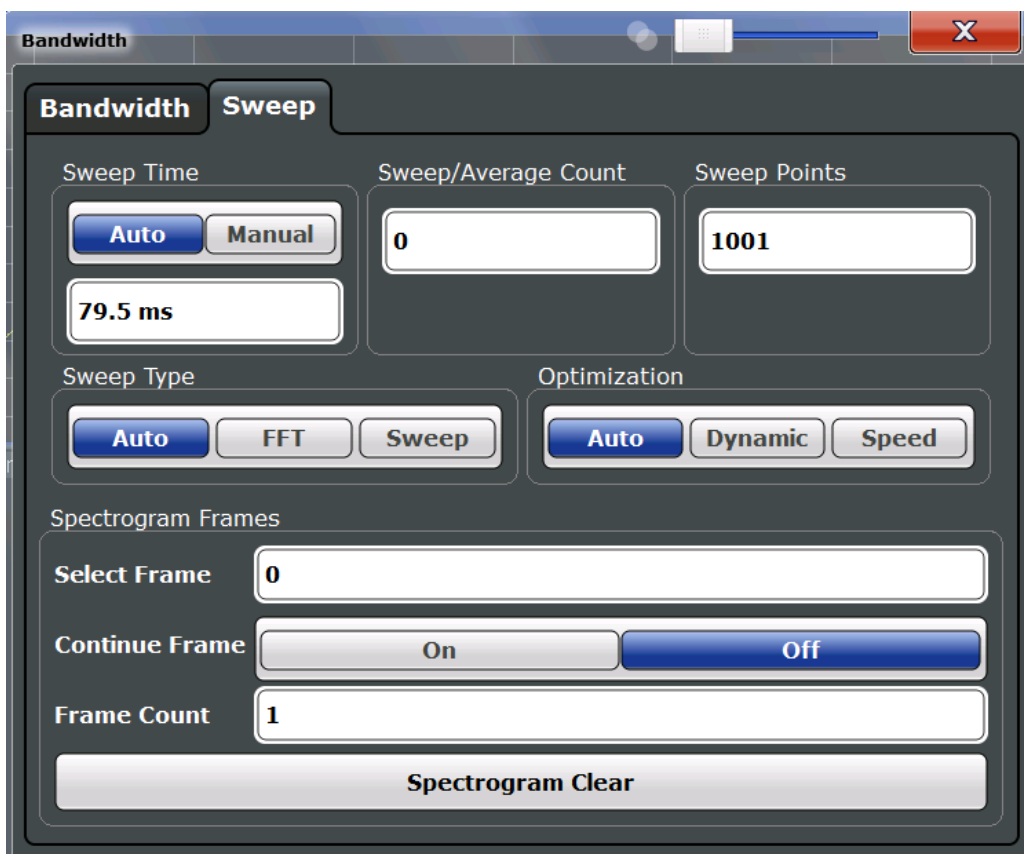 Bandwidth
X
Bandwidth Sweep
Sweep Time Sweep/Average Count Sweep Points
Auto Manual 0 1001
79.5 ms
Sweep Type Optimization
Auto FFT Sweep Auto Dynamic Speed
Spectrogram Frames
Select Frame 0
Continue Frame On Off
Frame Count 1
Spectrogram Clear